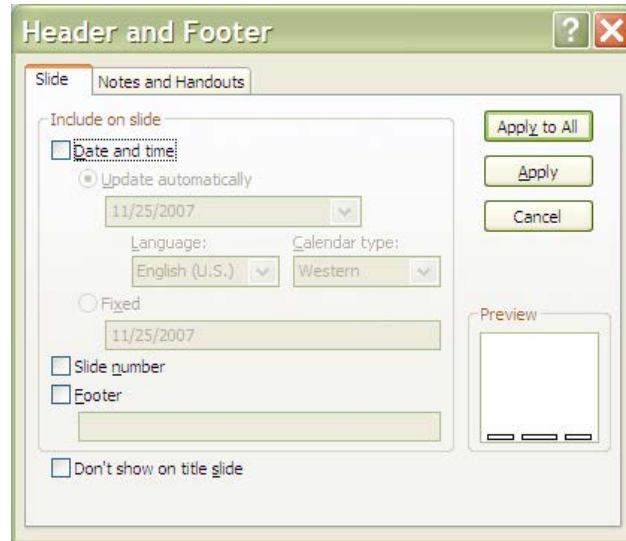 Header and Footer
Slide
Notes and Handouts
Include on slide
Apply to All
Date and time
Apply
Update automatically
11/25/2007
Cancel
Language:
Calendar type:
English (U.S.)
Western
Fixed
Preview
11/25/2007
Slide number
Footer
Don't show on title slide